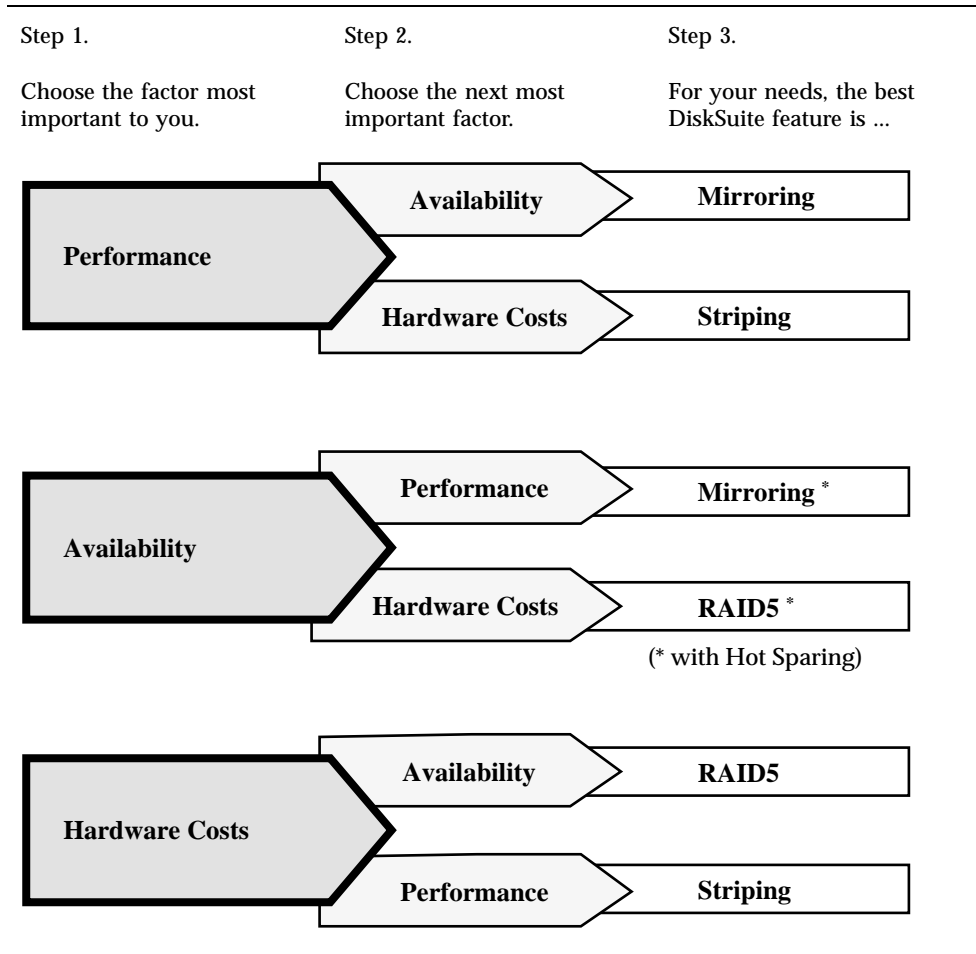 Step 1.
Step 2.
Step 3.
Choose the factor most
important to you.
Choose the next most
important factor.
For your needs, the best
DiskSuite feature is ...
Performance
Availability
Mirroring
Hardware Costs
Striping
Availability
Performance
Mirroring *
Hardware Costs
RAID5 *
(* with Hot Sparing)
Hardware Costs
Availability
RAID5
Performance
Striping